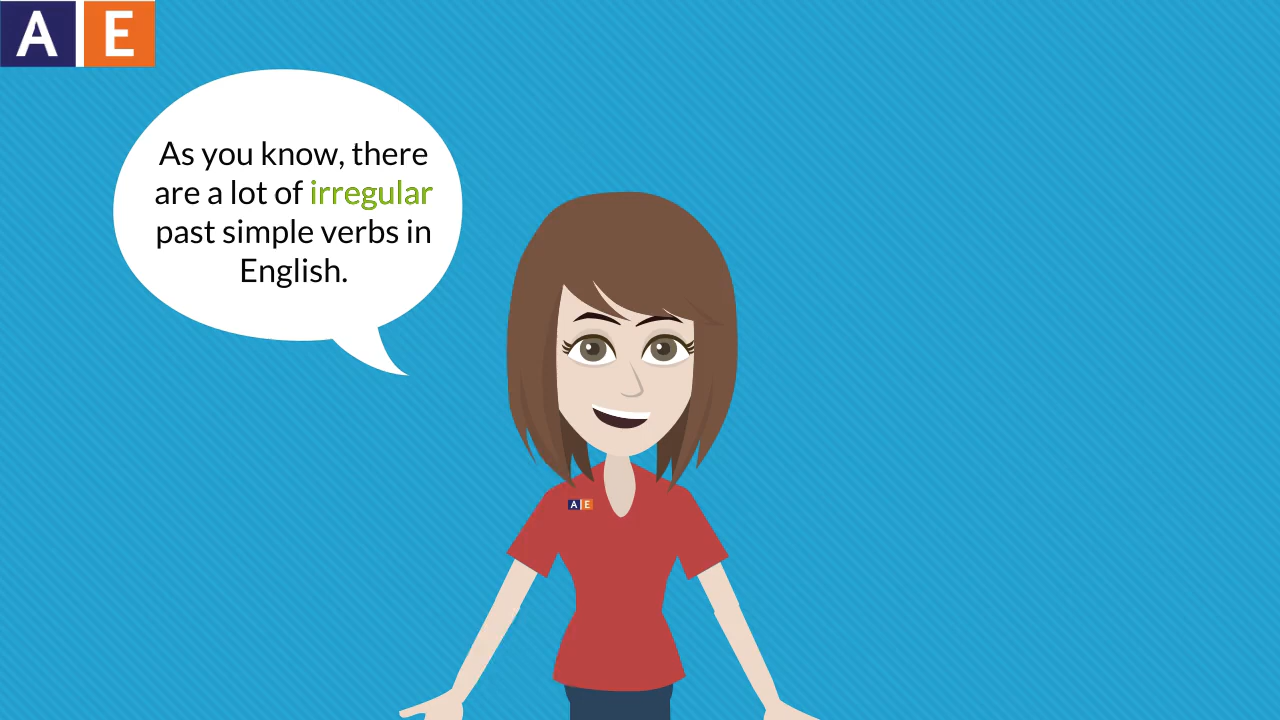 A E
As you know, there
are a lot of irregular
past simple verbs in
English.
A E